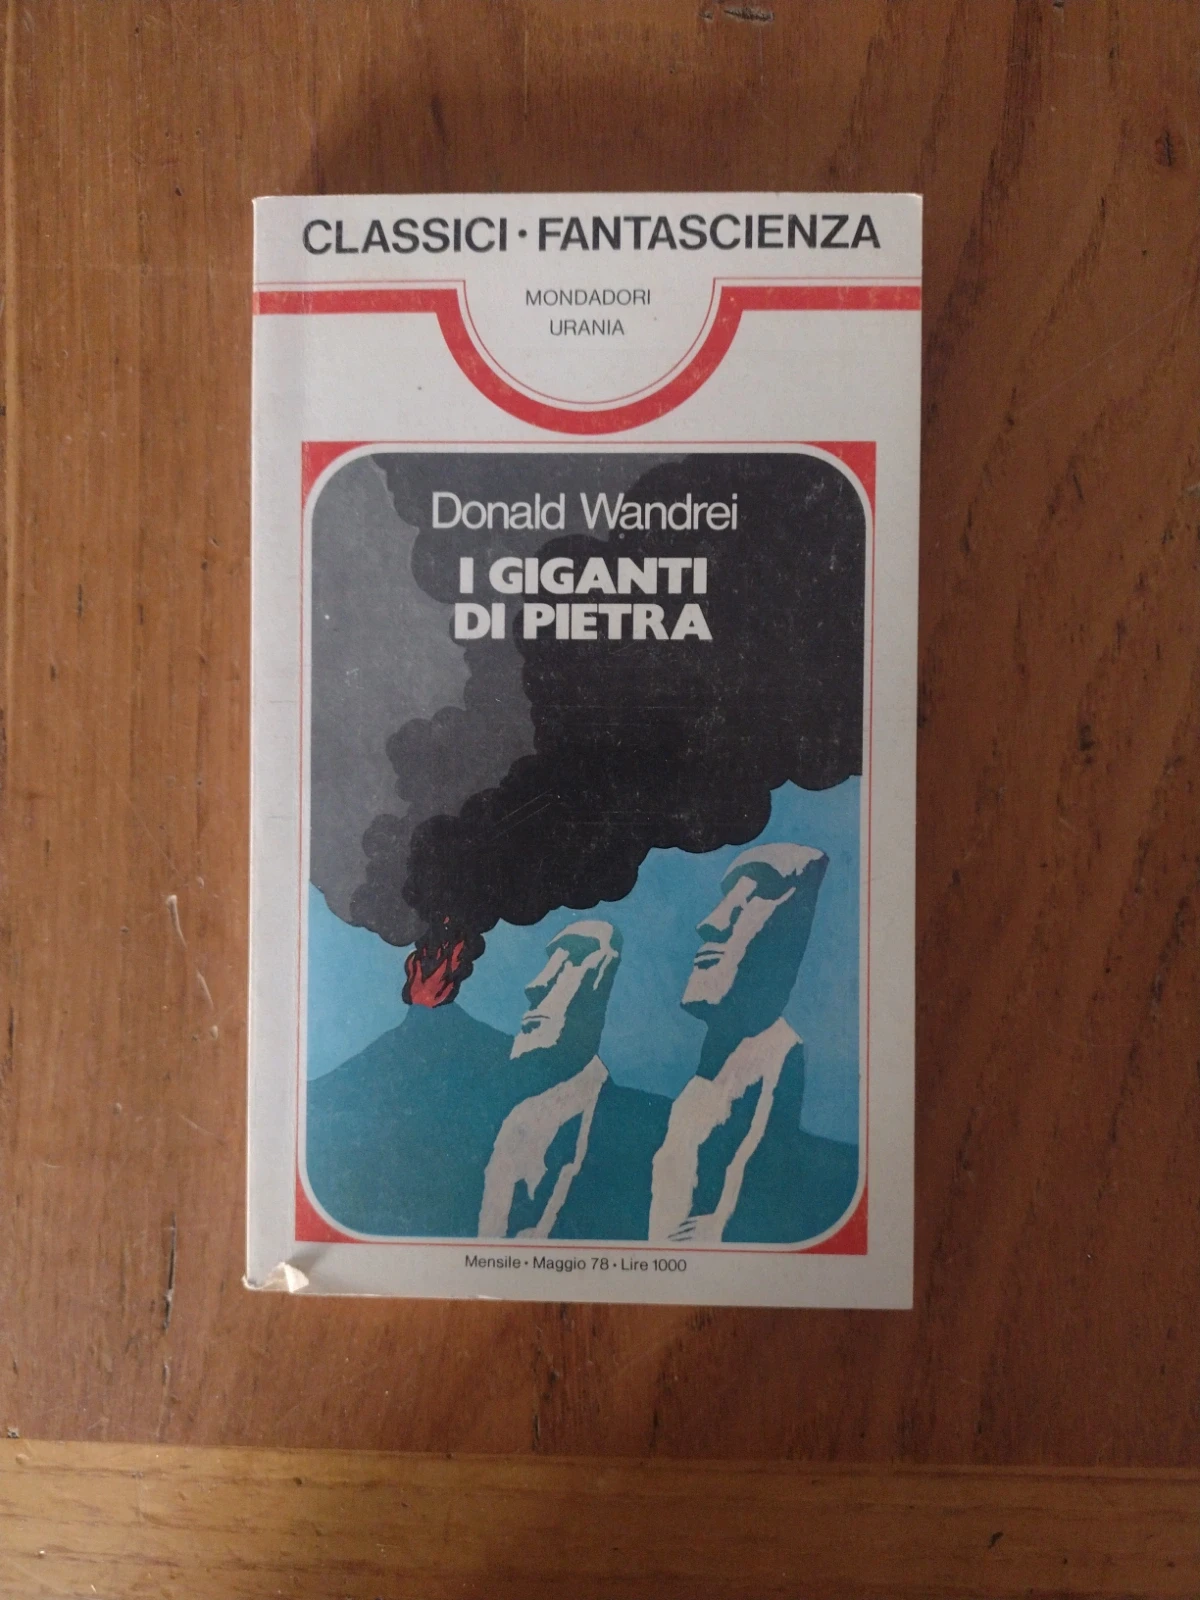 CLASSICI • FANTASCIENZA
MONDADORI
URANIA
Donald Wandrei
I GIGANTI
DI PIETRA
Mensile • Maggio 78 • Lire 1000